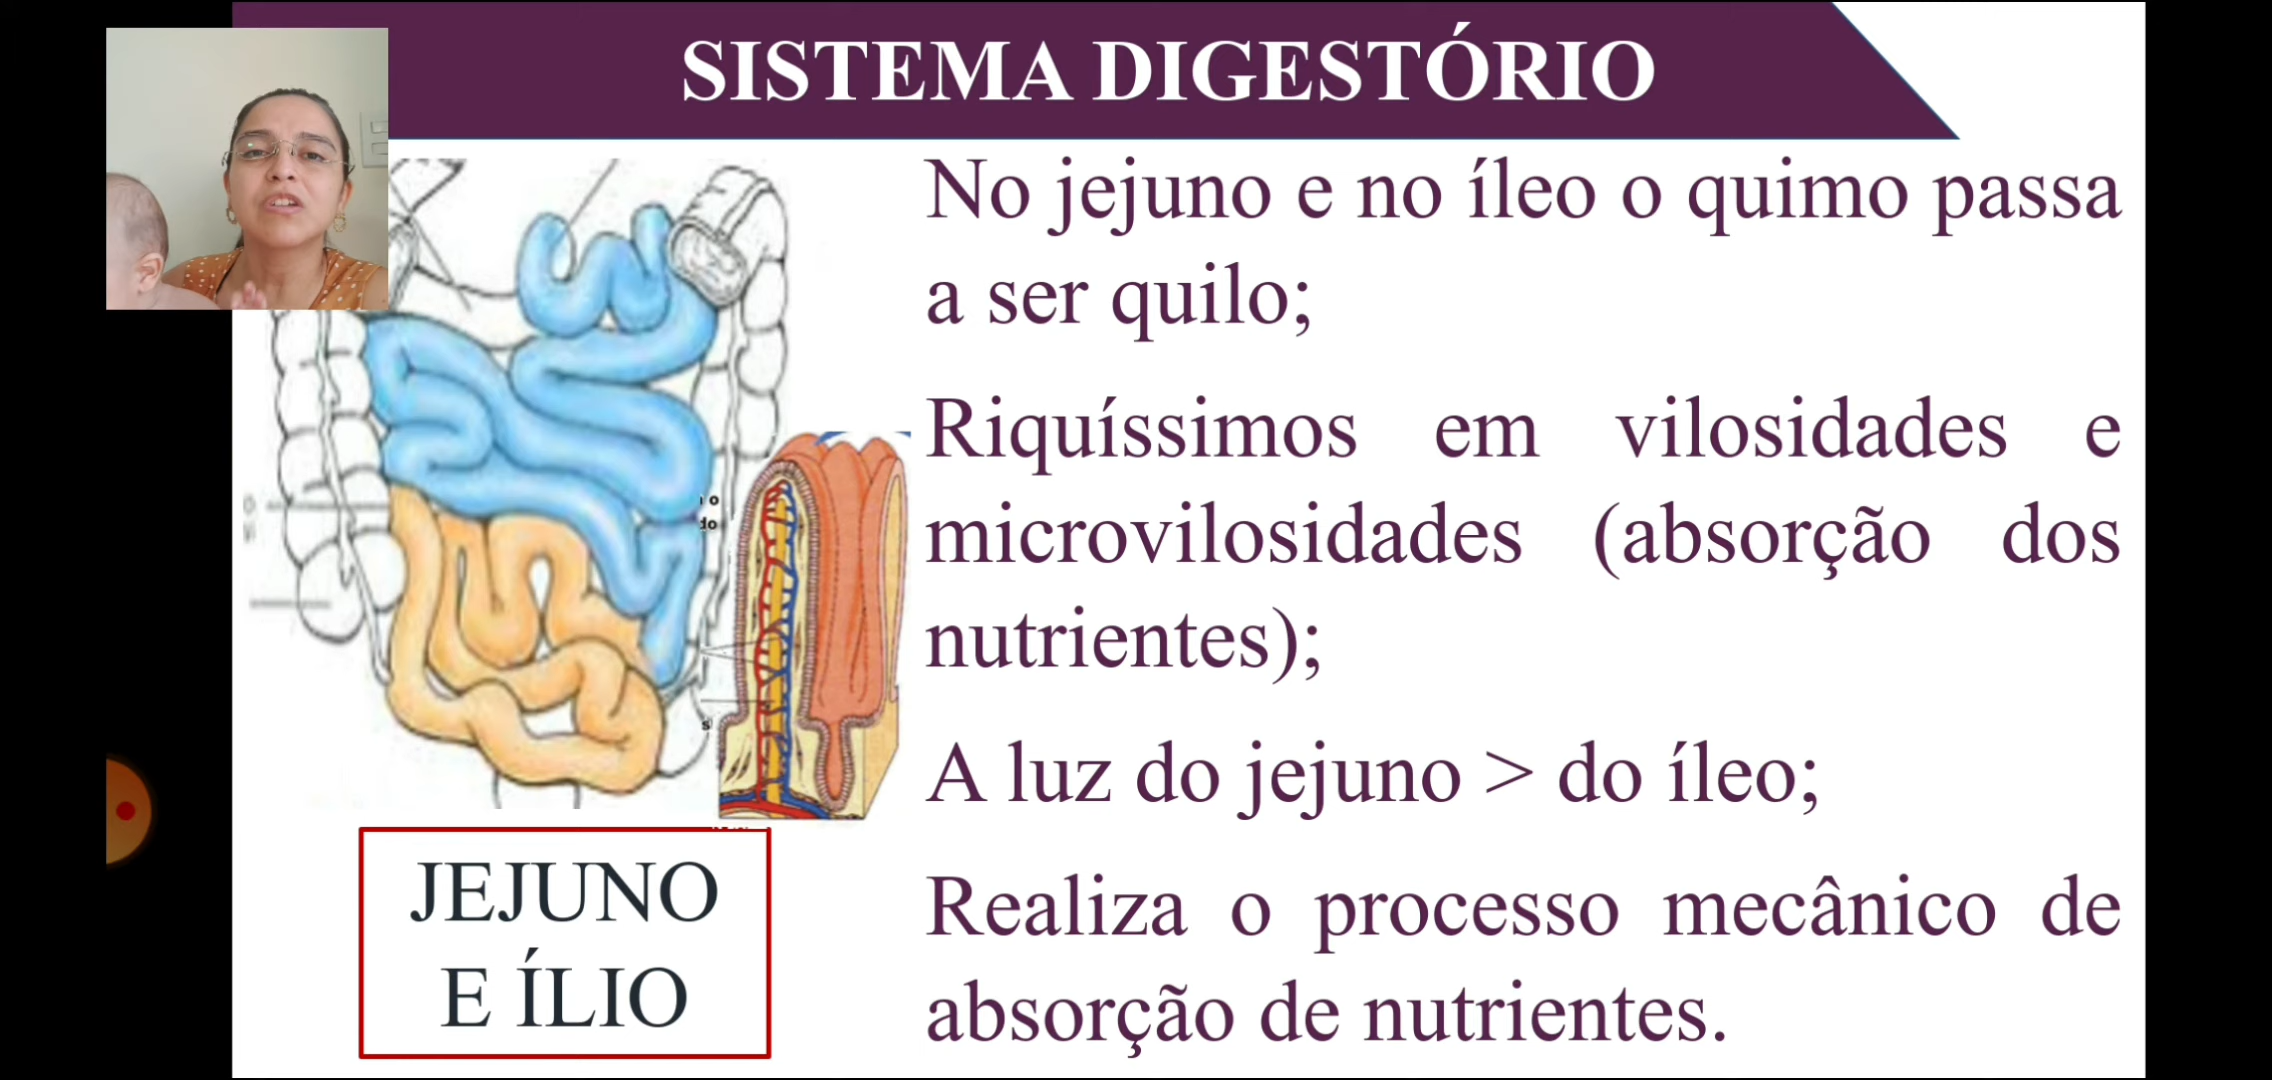 SISTEMA DIGESTÓRIO
No jejuno e no íleo o quimo passa
a ser quilo;
Riquíssimos em vilosidades e
microvilosidades (absorção dos
nutrientes);
A luz do jejuno > do íleo;
Realiza o processo mecânico de
absorção de nutrientes.
o
do
s
JEJUNO
E ÍLIO